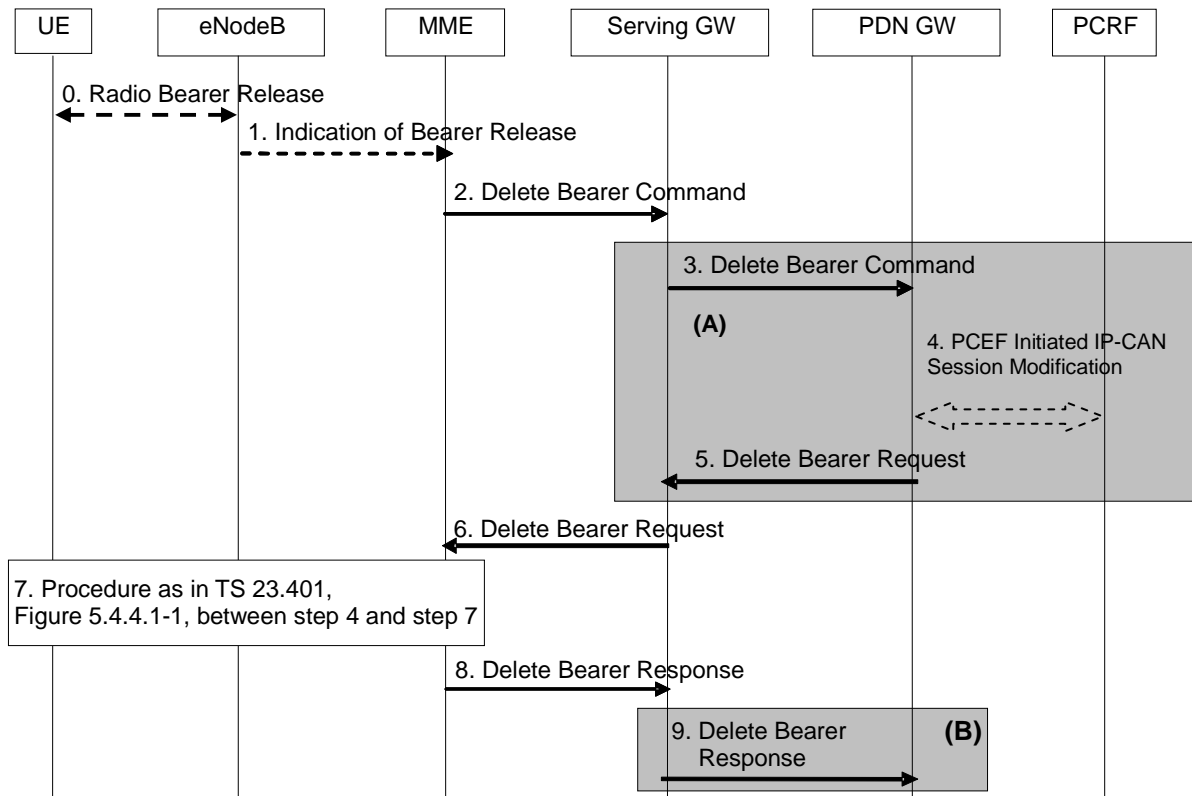 UE
eNodeB
MME
Serving GW
PDN GW
PCRF
0. Radio Bearer Release
1. Indication of Bearer Release
2. Delete Bearer Command
3. Delete Bearer Command
(A)
4. PCEF Initiated IP-CAN
Session Modification
5. Delete Bearer Request
6. Delete Bearer Request
7. Procedure as in TS 23.401,
Figure 5.4.4.1-1, between step 4 and step 7
8. Delete Bearer Response
9. Delete Bearer
Response
(B)